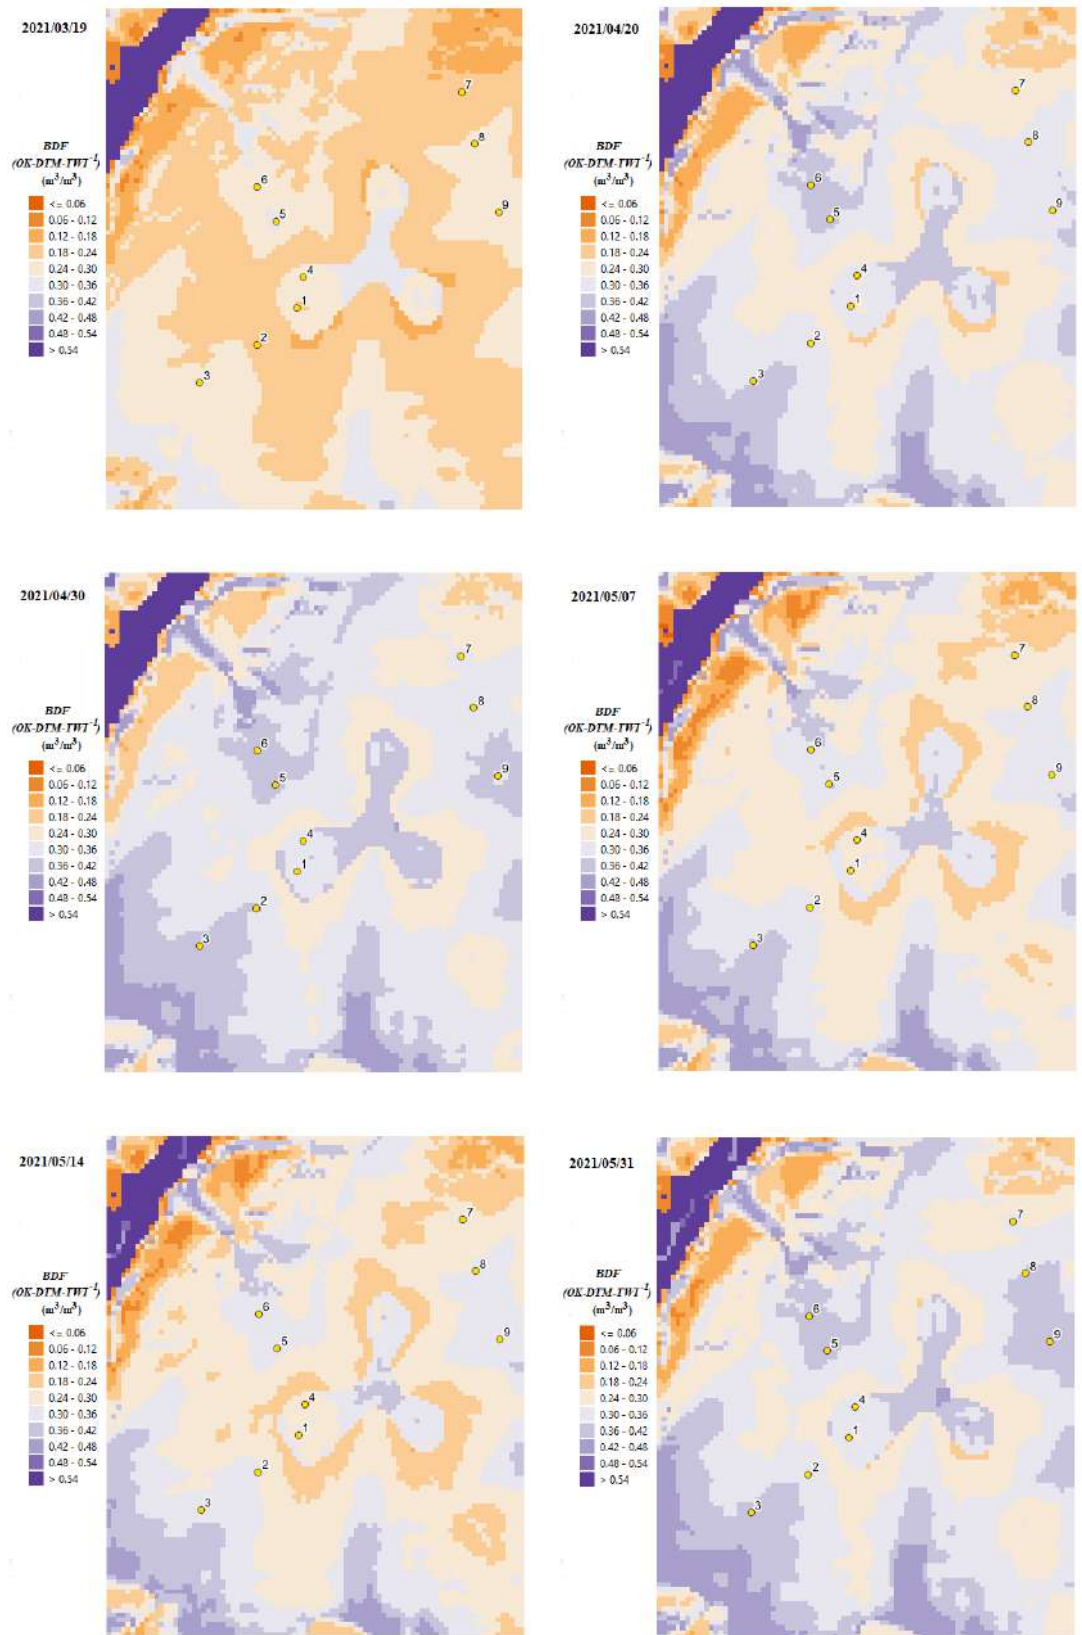 2021/03/19
BDF
(OK-DTM-TWI⁻¹)
(m³/m³)
<= 0.06
0.06 - 0.12
0.12 - 0.18
0.18 - 0.24
0.24 - 0.30
0.30 - 0.36
0.36 - 0.42
0.42 - 0.48
0.48 - 0.54
> 0.54
7
8
6
9
5
4
1
2
3
2021/04/20
BDF
(OK-DTM-TWI⁻¹)
(m³/m³)
<= 0.06
0.06 - 0.12
0.12 - 0.18
0.18 - 0.24
0.24 - 0.30
0.30 - 0.36
0.36 - 0.42
0.42 - 0.48
0.48 - 0.54
> 0.54
7
8
6
9
5
4
1
2
3
2021/04/30
BDF
(OK-DTM-TWI⁻¹)
(m³/m³)
<= 0.06
0.06 - 0.12
0.12 - 0.18
0.18 - 0.24
0.24 - 0.30
0.30 - 0.36
0.36 - 0.42
0.42 - 0.48
0.48 - 0.54
> 0.54
7
8
6
9
5
4
1
2
3
2021/05/07
BDF
(OK-DTM-TWI⁻¹)
(m³/m³)
<= 0.06
0.06 - 0.12
0.12 - 0.18
0.18 - 0.24
0.24 - 0.30
0.30 - 0.36
0.36 - 0.42
0.42 - 0.48
0.48 - 0.54
> 0.54
7
8
6
9
5
4
1
2
3
2021/05/14
BDF
(OK-DTM-TWI⁻¹)
(m³/m³)
<= 0.06
0.06 - 0.12
0.12 - 0.18
0.18 - 0.24
0.24 - 0.30
0.30 - 0.36
0.36 - 0.42
0.42 - 0.48
0.48 - 0.54
> 0.54
7
8
6
9
5
4
1
2
3
2021/05/31
BDF
(OK-DTM-TWI⁻¹)
(m³/m³)
<= 0.06
0.06 - 0.12
0.12 - 0.18
0.18 - 0.24
0.24 - 0.30
0.30 - 0.36
0.36 - 0.42
0.42 - 0.48
0.48 - 0.54
> 0.54
7
8
6
9
5
4
1
2
3